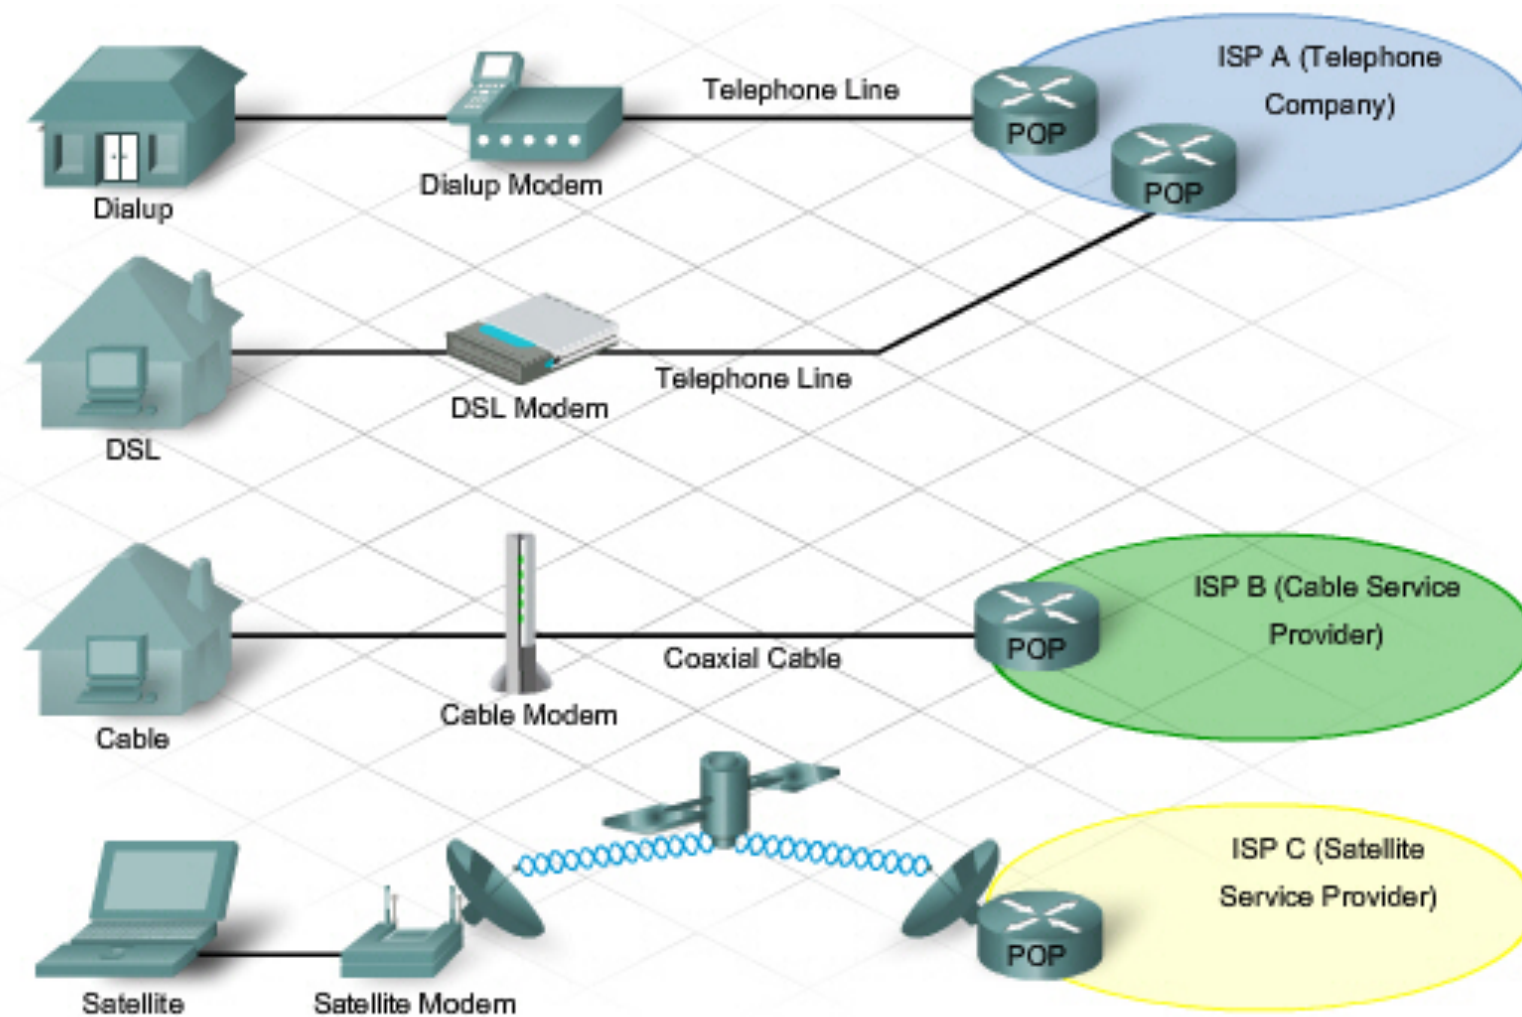 Telephone Line
ISP A (Telephone
Company)
POP
POP
Dialup Modem
Dialup
Telephone Line
DSL Modem
DSL
ISP B (Cable Service
Provider)
POP
Coaxial Cable
Cable Modem
Cable
ISP C (Satellite
Service Provider)
POP
Satellite
Satellite Modem